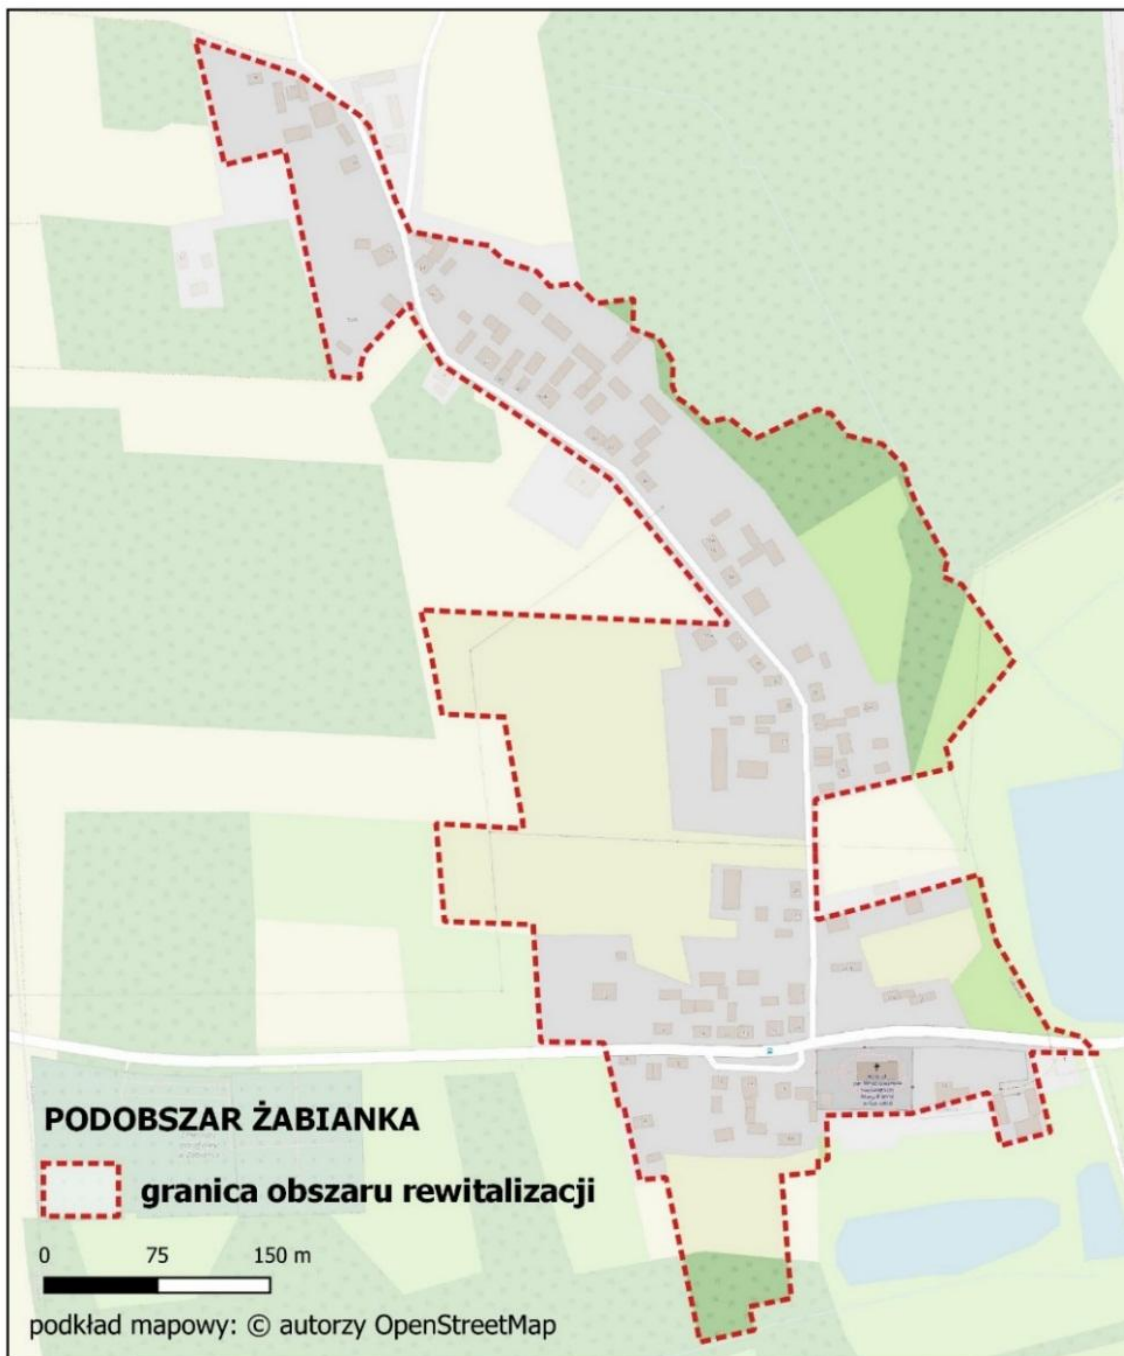 PODOBSZAR ŻABIANKA
granica obszaru rewitalizacji
0 75 150 m
podkład mapowy: © autorzy OpenStreetMap